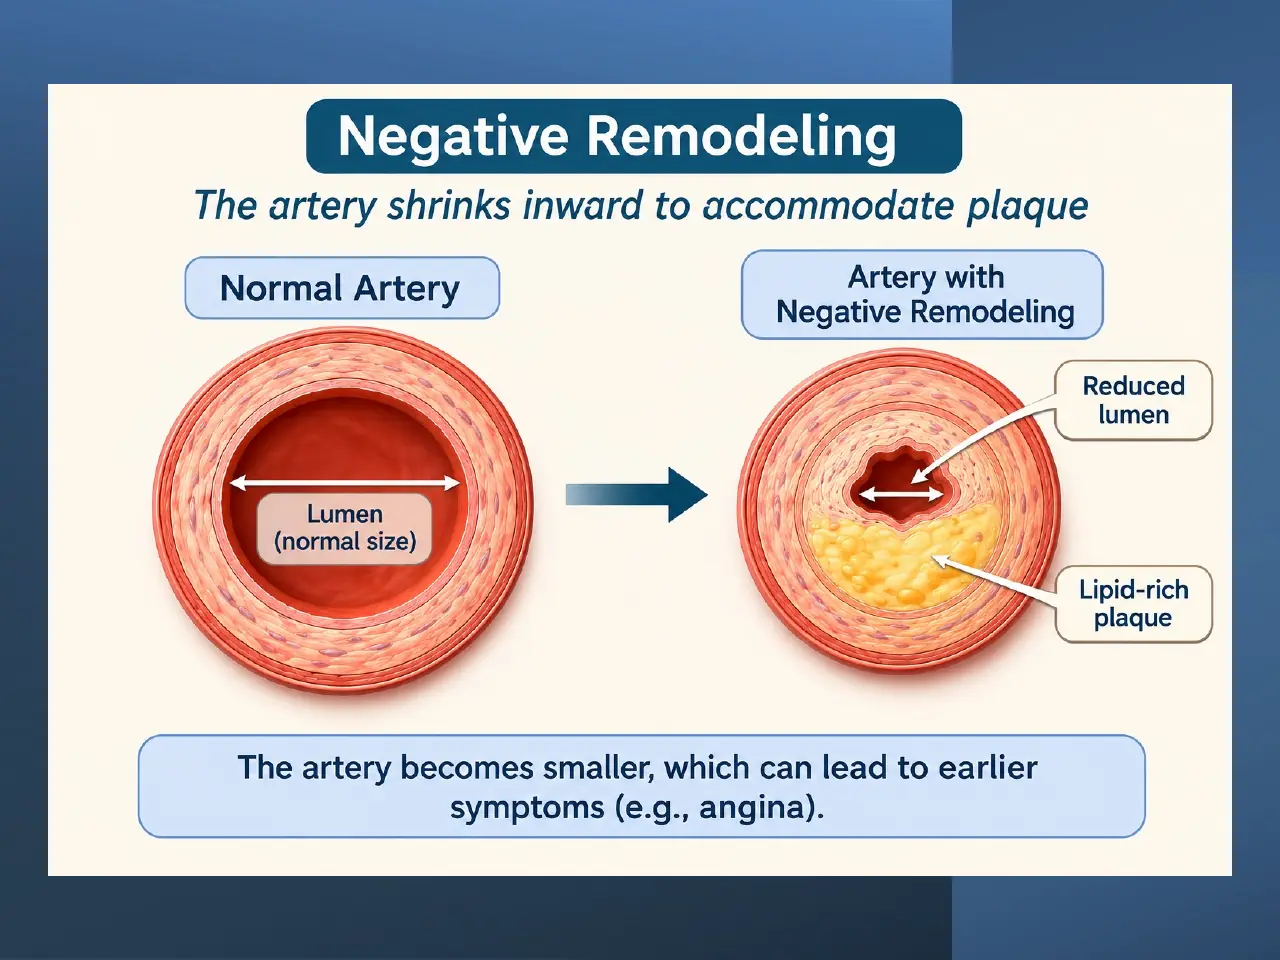 Negative Remodeling
The artery shrinks inward to accommodate plaque
Normal Artery
Artery with
Negative Remodeling
Lumen
(normal size)
Reduced
lumen
Lipid-rich
plaque
The artery becomes smaller, which can lead to earlier
symptoms (e.g., angina).